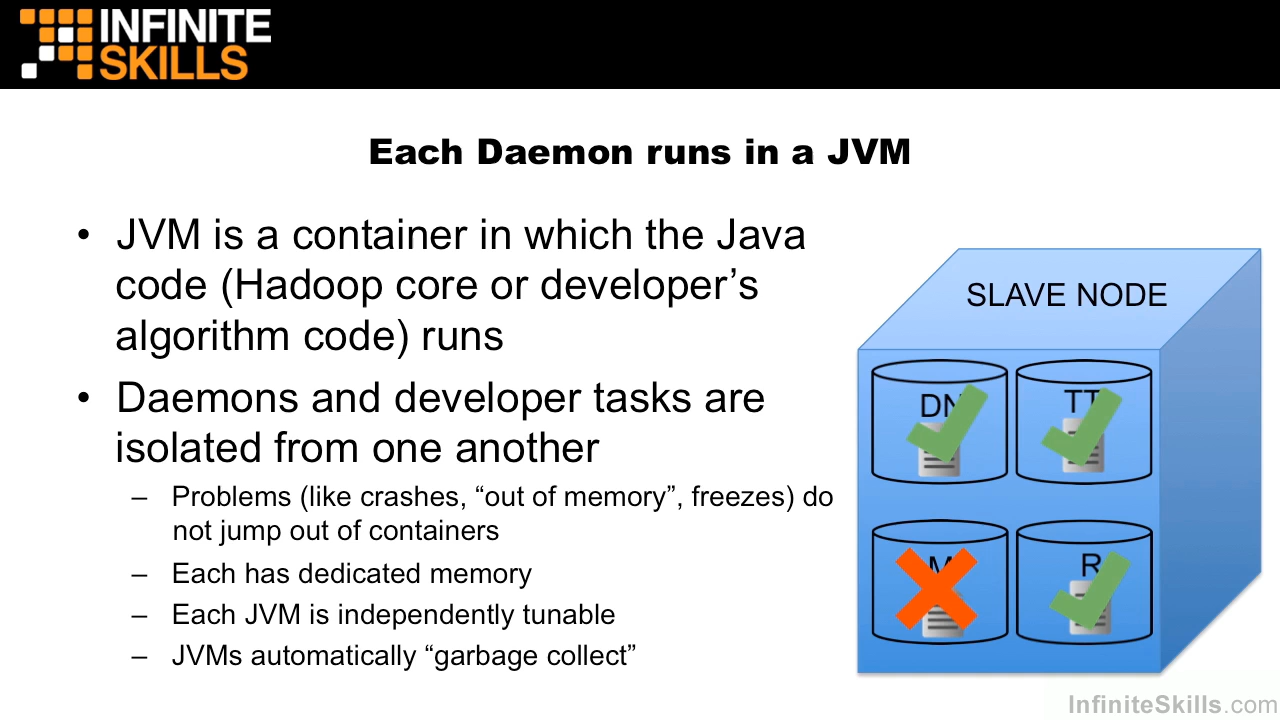 INFINITE
SKILLS
Each Daemon runs in a JVM
• JVM is a container in which the Java
code (Hadoop core or developer’s
algorithm code) runs
• Daemons and developer tasks are
isolated from one another
– Problems (like crashes, “out of memory”, freezes) do
not jump out of containers
– Each has dedicated memory
– Each JVM is independently tunable
– JVMs automatically “garbage collect”
SLAVE NODE
DN
TT
M
R
InfiniteSkills.com